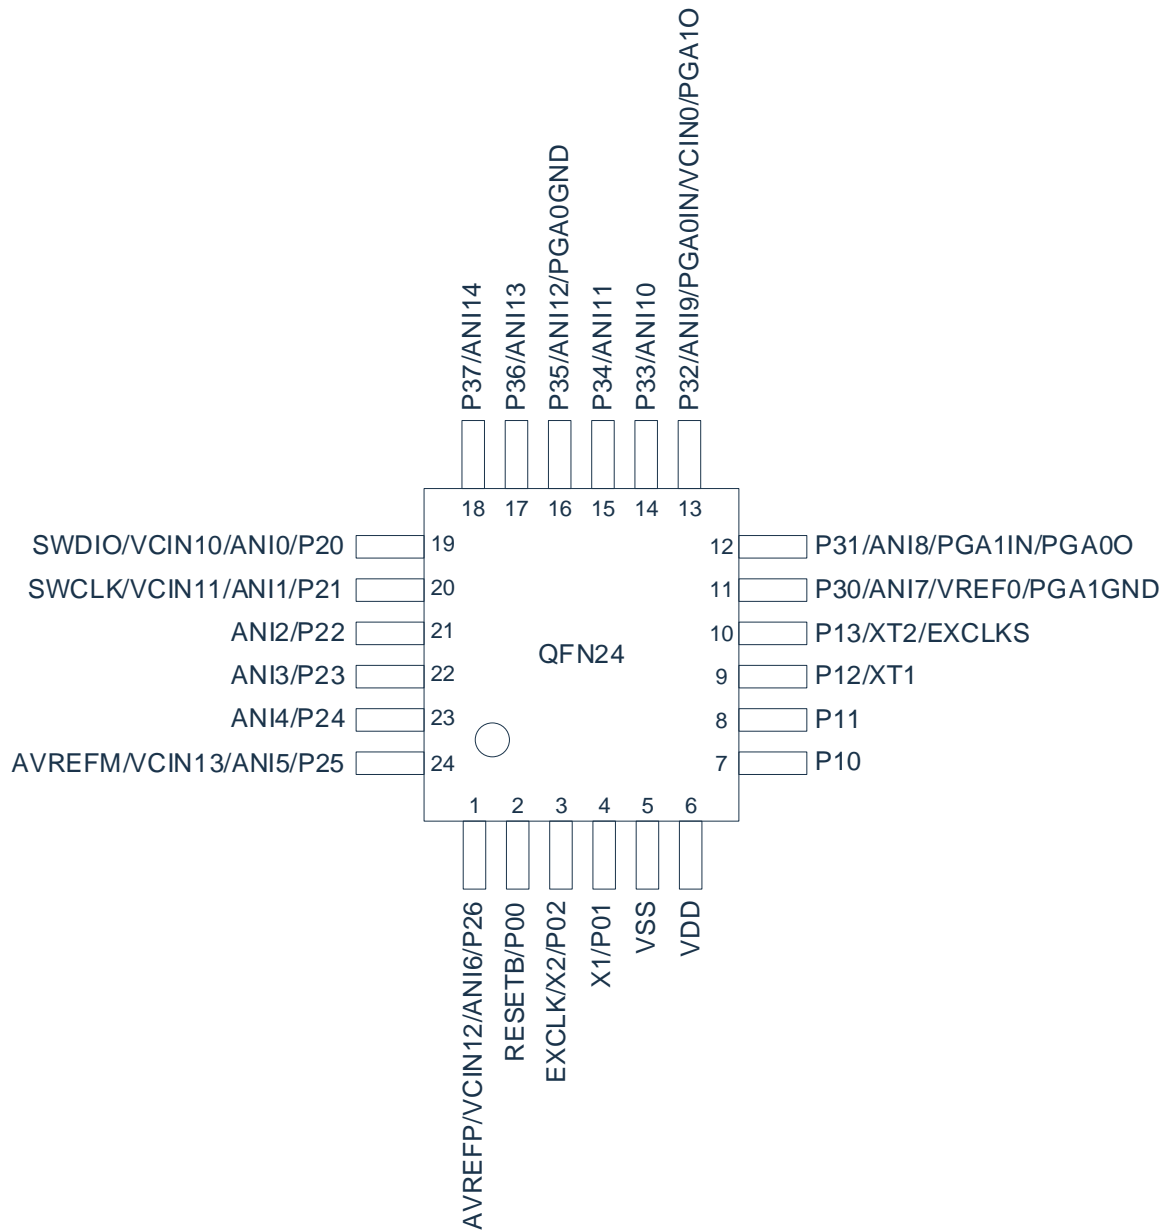 P37/ANI14
P36/ANI13
P35/ANI12/PGA0GND
P34/ANI11
P33/ANI10
P32/ANI9/PGA0IN/VCIN0/PGA1O
18
17
16
15
14
13
SWDIO/VCIN10/ANI0/P20
19
SWCLK/VCIN11/ANI1/P21
20
ANI2/P22
21
ANI3/P23
22
ANI4/P24
23
AVREFM/VCIN13/ANI5/P25
24
QFN24
12
P31/ANI8/PGA1IN/PGA0O
11
P30/ANI7/VREF0/PGA1GND
10
P13/XT2/EXCLKS
9
P12/XT1
8
P11
7
P10
1
2
3
4
5
6
AVREFP/VCIN12/ANI6/P26
RESETB/P00
EXCLK/X2/P02
X1/P01
VSS
VDD